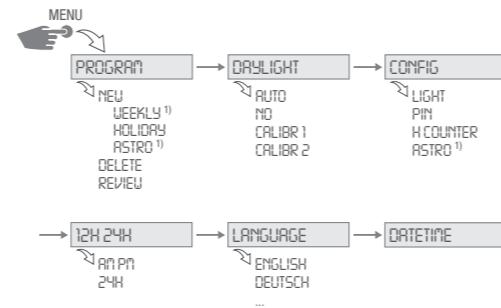 MENU
PROGRAM
NEW
WEEKLY 1)
HOLIDAY
ASTRO 1)
DELETE
REVIEW
DAYLIGHT
AUTO
NO
CALIBR 1
CALIBR 2
CONFIG
LIGHT
PIN
H COUNTER
ASTRO 1)
12H 24H
AM PM
24H
LANGUAGE
ENGLISH
DEUTSCH
...
DATETIME